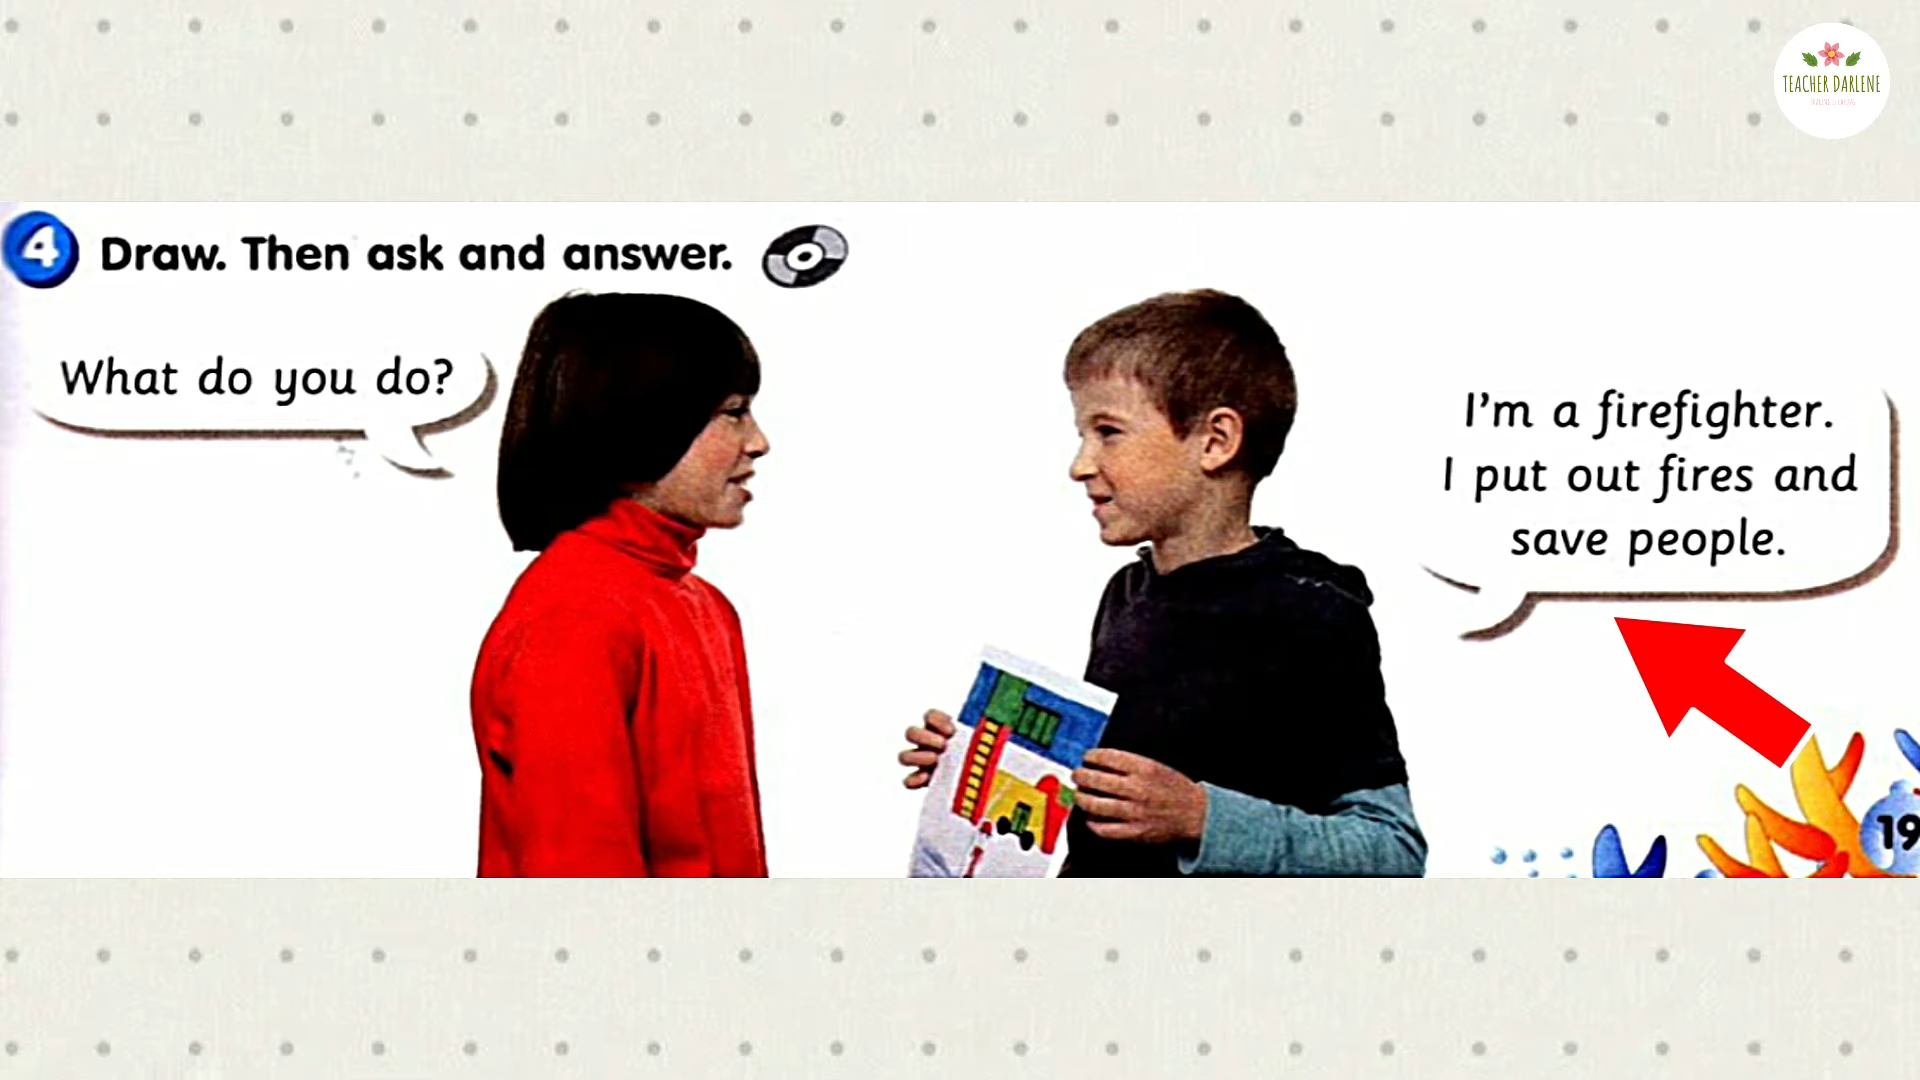 TEACHER DARLENE
4 Draw. Then ask and answer.
What do you do?
I'm a firefighter.
I put out fires and
save people.
19